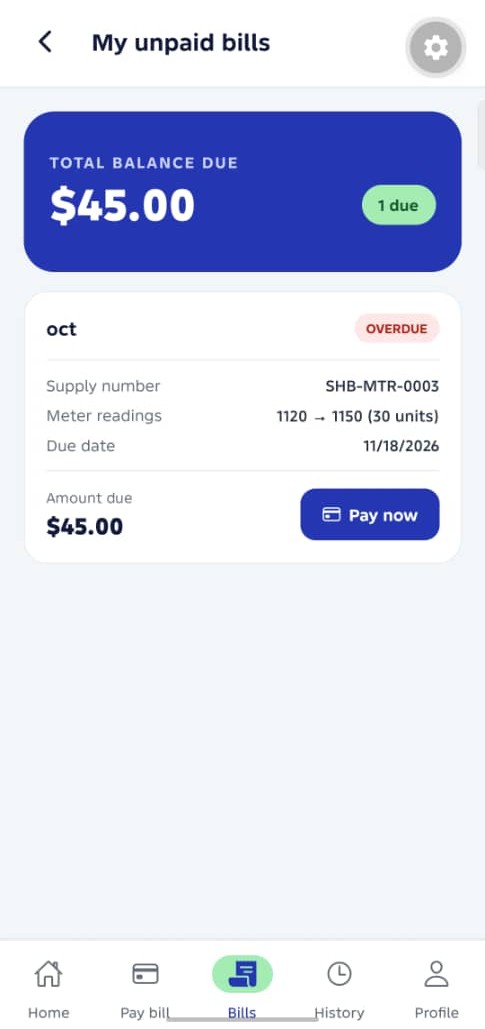 My unpaid bills
TOTAL BALANCE DUE
$45.00
1 due
oct
OVERDUE
Supply number
SHB-MTR-0003
Meter readings
1120 → 1150 (30 units)
Due date
11/18/2026
Amount due
$45.00
Pay now
Home
Pay bill
Bills
History
Profile